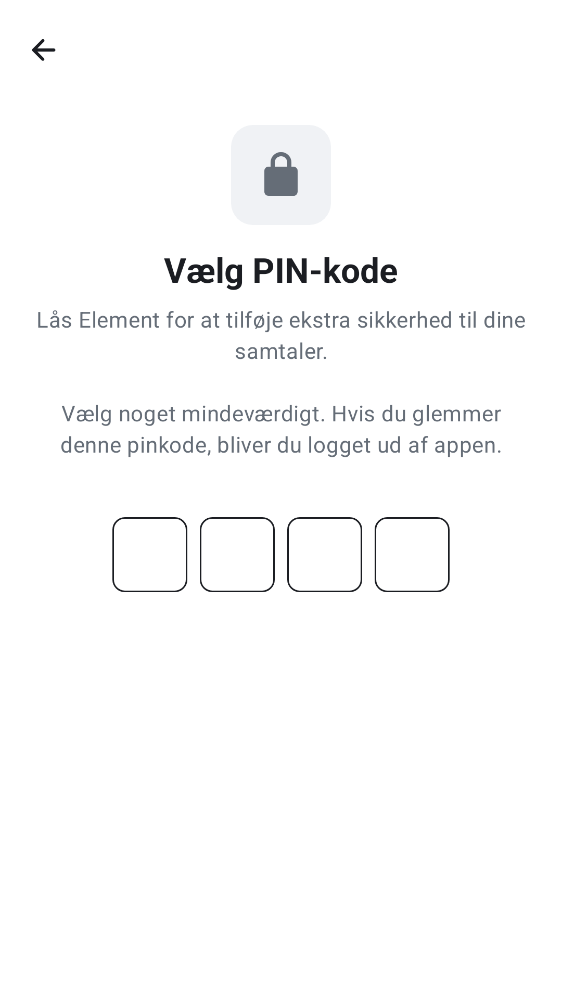 Vælg PIN-kode
Lås Element for at tilføje ekstra sikkerhed til dine
samtaler.
Vælg noget mindeværdigt. Hvis du glemmer
denne pinkode, bliver du logget ud af appen.